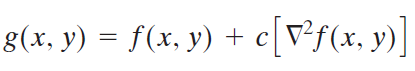 g(x, y) = f(x, y) + c[∇²f(x, y)]